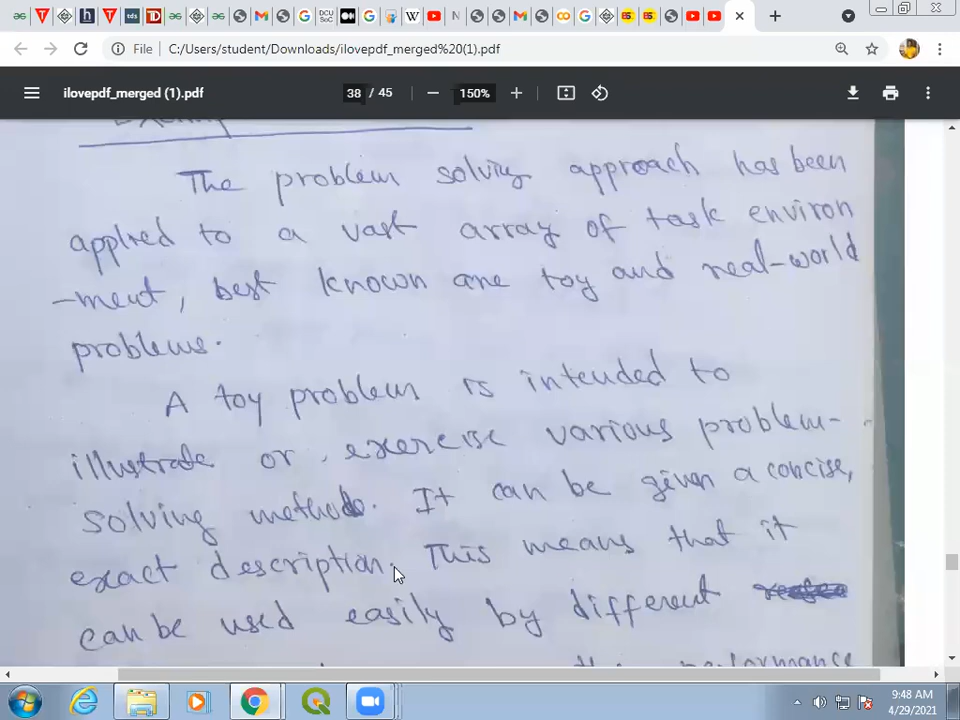 File
C:/Users/student/Downloads/ilovepdf_merged%20(1).pdf
ilovepdf_merged (1).pdf
38 / 45
150%
The problem solving approach has been
applied to a vast array of task environ
-ment, best known are toy and real-world
problems.
A toy problem is intended to
illustrate or exercise various problem-
solving methods. It can be given a concise,
exact description. This means that it
can be used easily by different
performance
9:48 AM
4/29/2021